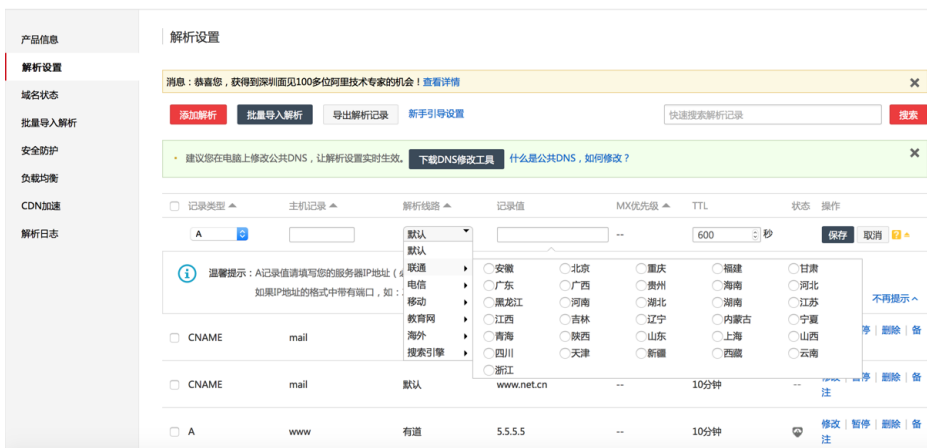 产品信息
解析设置
域名状态
批量导入解析
安全防护
负载均衡
CDN加速
解析日志
解析设置
消息：恭喜您，获得到深圳面见100多位阿里技术专家的机会！查看详情
添加解析 批量导入解析 导出解析记录 新手引导设置 快速搜索解析记录 搜索
建议您在电脑上修改公共DNS，让解析设置实时生效。 下载DNS修改工具 什么是公共DNS，如何修改？
记录类型 主机记录 解析线路 记录值 MX优先级 TTL 状态 操作
A 默认 -- 600 秒 保存 取消
默认
联通
电信
移动
教育网
海外
搜索引擎
安徽 北京 重庆 福建 甘肃
广东 广西 贵州 海南 河北
黑龙江 河南 湖北 湖南 江苏
江西 吉林 辽宁 内蒙古 宁夏
青海 陕西 山东 上海 山西
四川 天津 新疆 西藏 云南
浙江
温馨提示：A记录值请填写您的服务器IP地址（
如果IP地址的格式中带有端口，如：
不再提示
CNAME mail 停 | 删除 | 备
CNAME mail 默认 www.net.cn -- 10分钟 -- 修改 | 暂停 | 删除 | 备
注
A www 有道 5.5.5.5 -- 10分钟 修改 | 暂停 | 删除 | 备
注